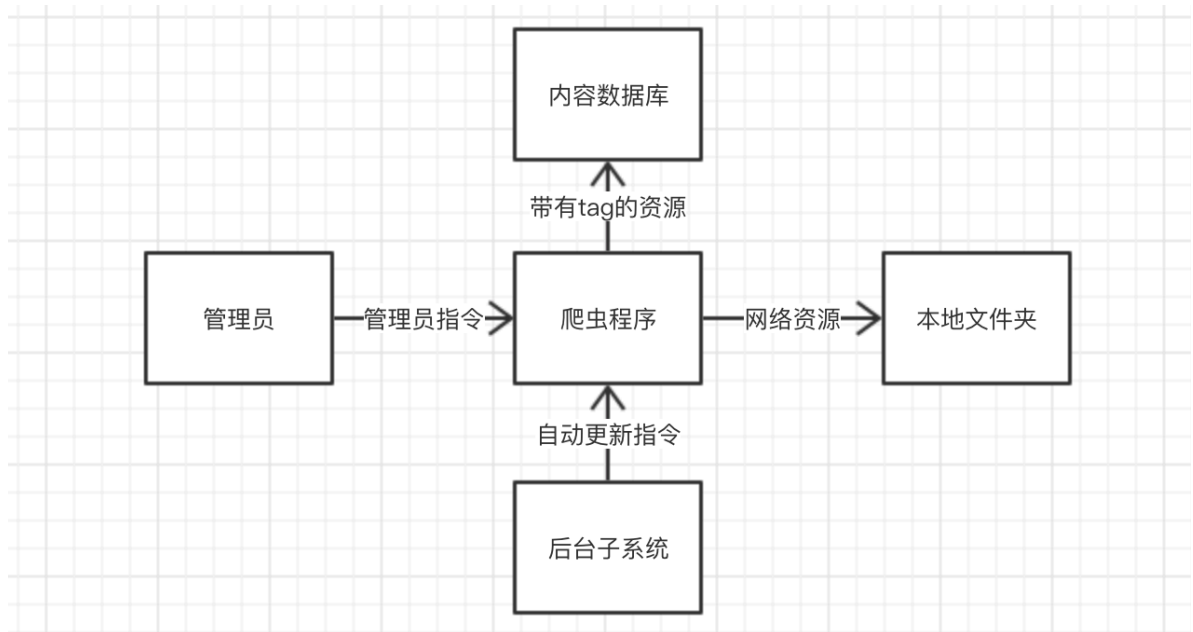 内容数据库
带有tag的资源
管理员
管理员指令
爬虫程序
网络资源
本地文件夹
自动更新指令
后台子系统